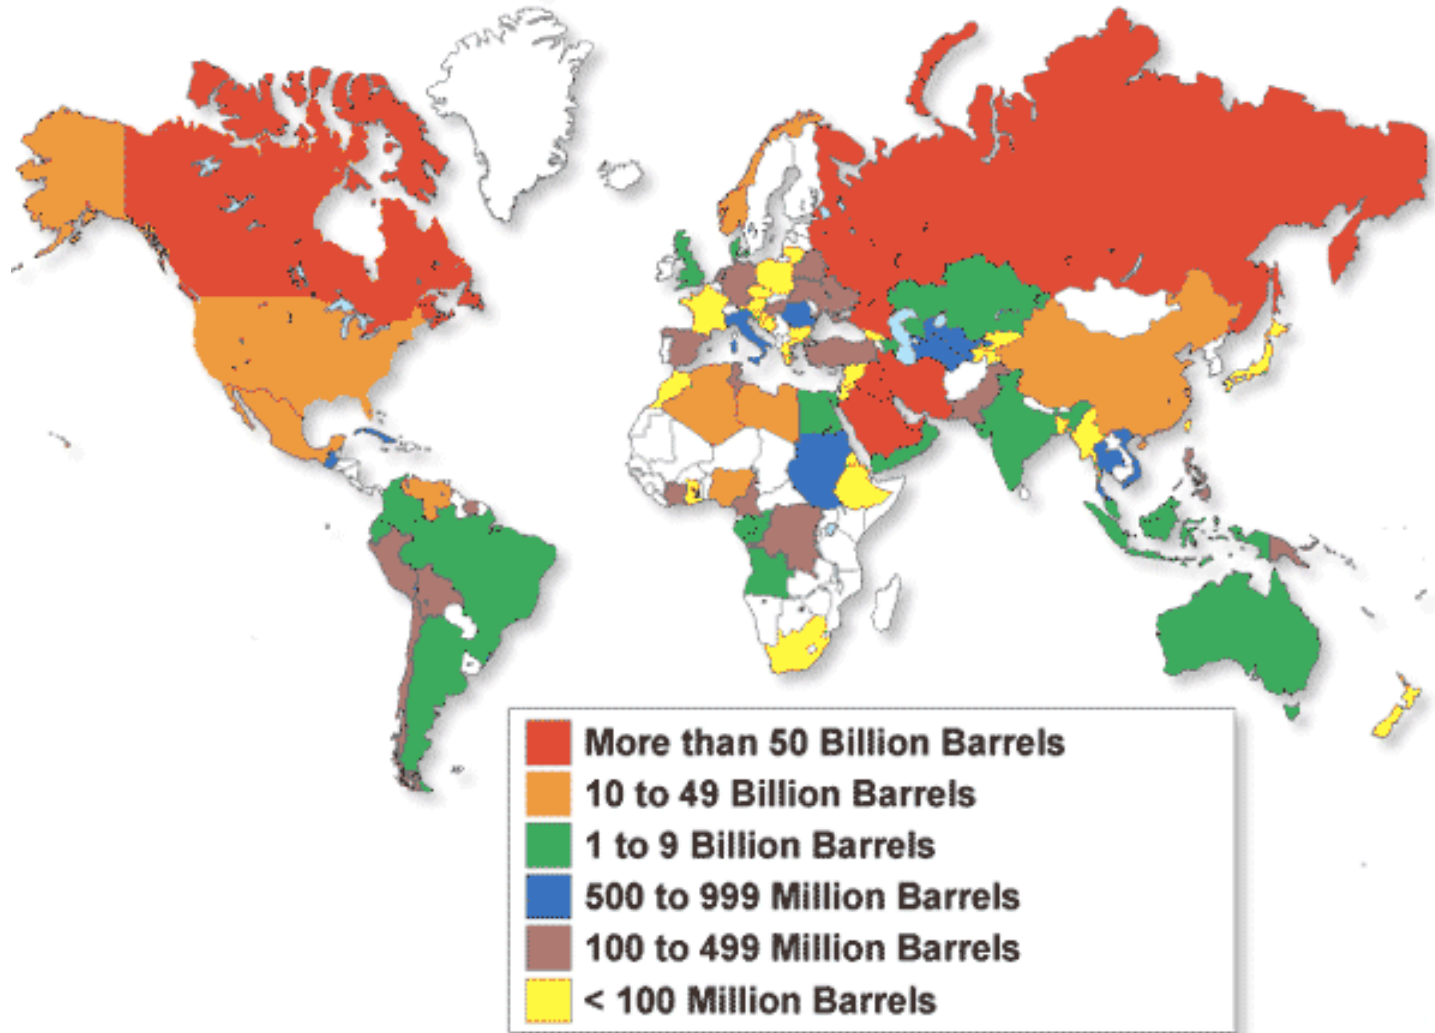 More than 50 Billion Barrels
10 to 49 Billion Barrels
1 to 9 Billion Barrels
500 to 999 Million Barrels
100 to 499 Million Barrels
< 100 Million Barrels